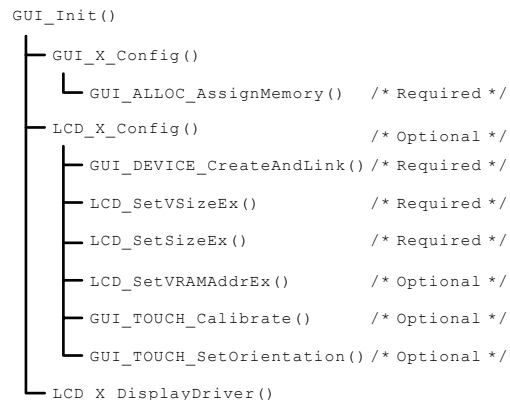 GUI_Init()
GUI_X_Config()
GUI_ALLOC_AssignMemory() /* Required */
LCD_X_Config() /* Optional */
GUI_DEVICE_CreateAndLink() /* Required */
LCD_SetVSizeEx() /* Required */
LCD_SetSizeEx() /* Required */
LCD_SetVRAMAddrEx() /* Optional */
GUI_TOUCH_Calibrate() /* Optional */
GUI_TOUCH_SetOrientation() /* Optional */
LCD_X_DisplayDriver()